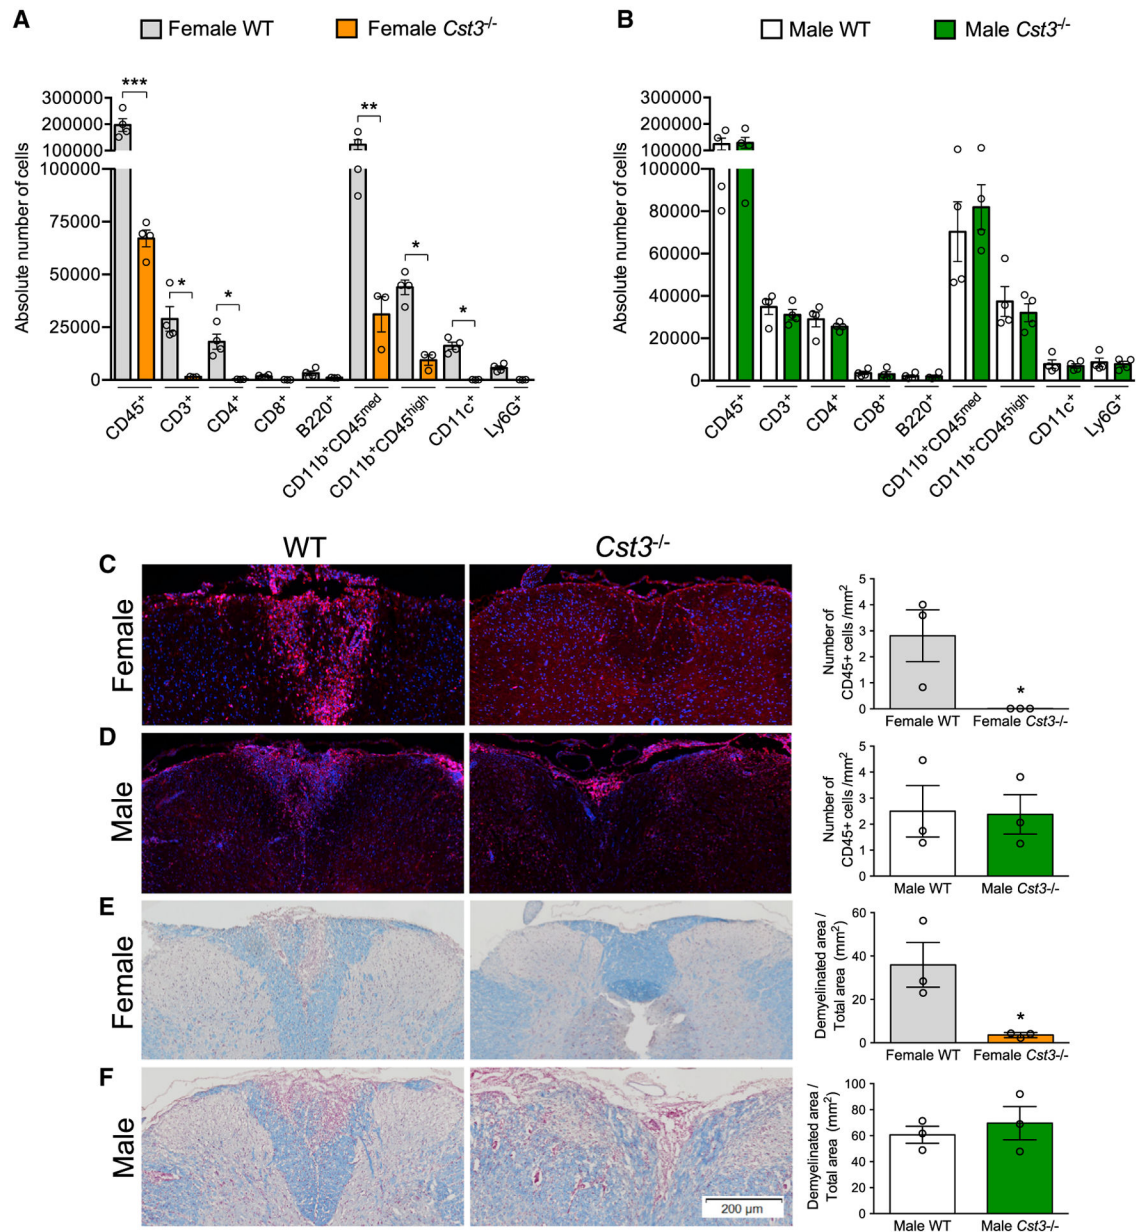 A
Female WT
Female Cst3-/-
***
**
*
*
*
*
Absolute number of cells
300000
200000
100000
100000
75000
50000
25000
0
CD45+
CD3+
CD4+
CD8+
B220+
CD11b+CD45med
CD11b+CD45high
CD11c+
Ly6G+
B
Male WT
Male Cst3-/-
Absolute number of cells
300000
200000
100000
100000
80000
60000
40000
20000
0
CD45+
CD3+
CD4+
CD8+
B220+
CD11b+CD45med
CD11b+CD45high
CD11c+
Ly6G+
WT
Cst3-/-
C
Female
Number of
CD45+ cells /mm2
5
4
3
2
1
0
*
Female WT
Female Cst3-/-
D
Male
Number of
CD45+ cells /mm2
5
4
3
2
1
0
Male WT
Male Cst3-/-
E
Female
Demyelinated area /
Total area (mm2)
60
40
20
0
*
Female WT
Female Cst3-/-
F
Male
200 µm
Demyelinated area /
Total area (mm2)
100
80
60
40
20
0
Male WT
Male Cst3-/-